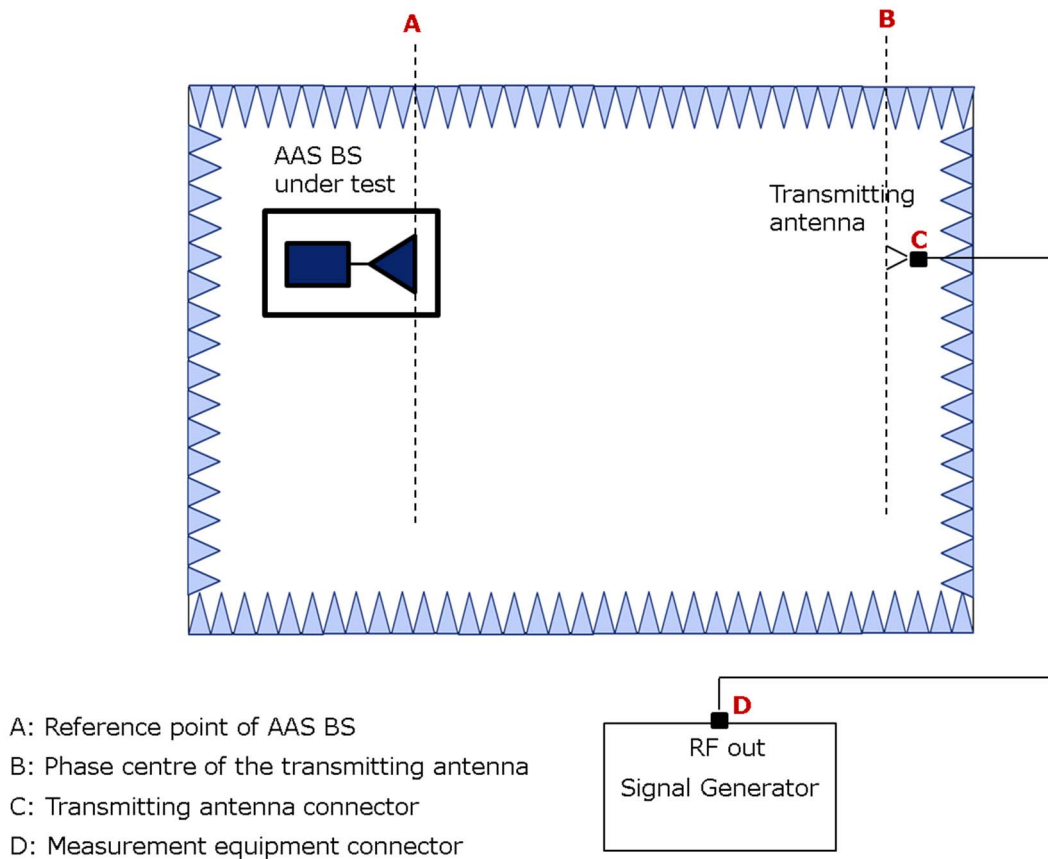 A
B
AAS BS
under test
Transmitting
antenna
C
D
RF out
Signal Generator
A: Reference point of AAS BS
B: Phase centre of the transmitting antenna
C: Transmitting antenna connector
D: Measurement equipment connector